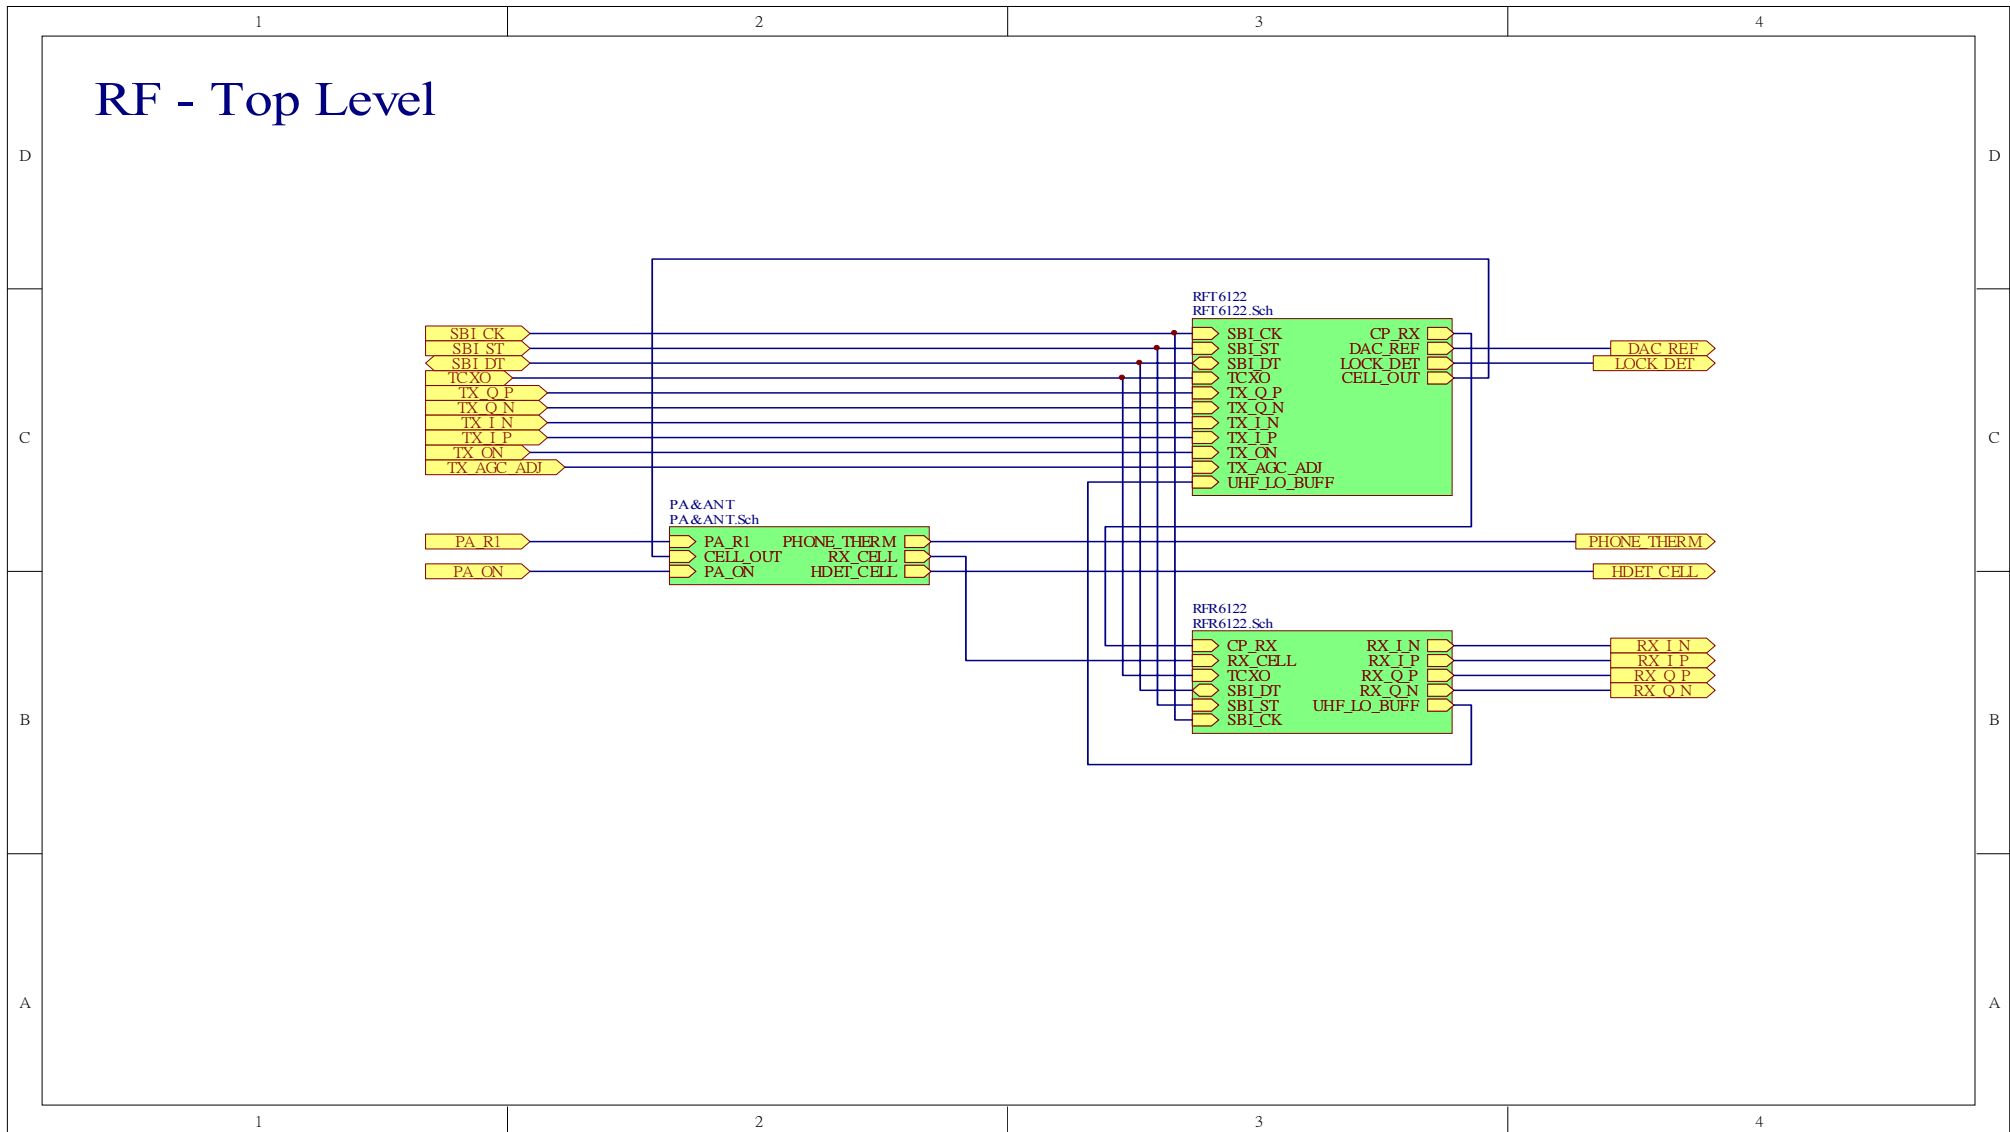 1 2 3 4
RF - Top Level
D D
RFT6122
RFT6122.Sch
SBI_CK SBI_CK CP_RX
SBI_ST SBI_ST DAC_REF DAC_REF
SBI_DT SBI_DT LOCK_DET LOCK_DET
TCXO TCXO CELL_OUT
TX_Q_P TX_Q_P
TX_Q_N TX_Q_N
TX_I_N TX_I_N
C TX_I_P TX_I_P C
TX_ON TX_ON
TX_AGC_ADJ TX_AGC_ADJ
UHF_LO_BUFF
PA&ANT
PA&ANT.Sch
PA_R1 PA_R1 PHONE_THERM PHONE_THERM
CELL_OUT RX_CELL
PA_ON PA_ON HDET_CELL HDET_CELL
RFR6122
RFR6122.Sch
CP_RX RX_I_N RX_I_N
RX_CELL RX_I_P RX_I_P
TCXO RX_Q_P RX_Q_P
SBI_DT RX_Q_N RX_Q_N
SBI_ST UHF_LO_BUFF
B SBI_CK B
A A
1 2 3 4